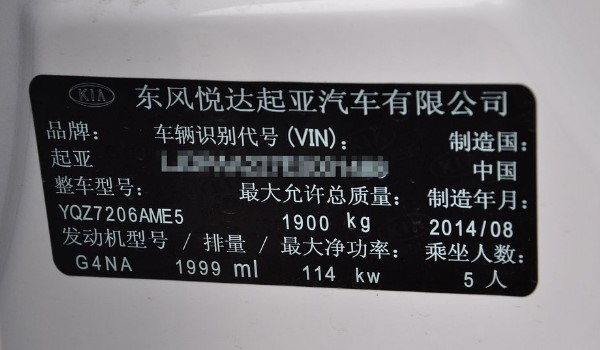 KIA 东风悦达起亚汽车有限公司
品牌: 车辆识别代号(VIN): 制造国:
起亚 中国
整车型号: 最大允许总质量: 制造年月:
YQZ7206AME5 1900 kg 2014/08
发动机型号 / 排量 / 最大净功率: 乘坐人数:
G4NA 1999 ml 114 kw 5 人